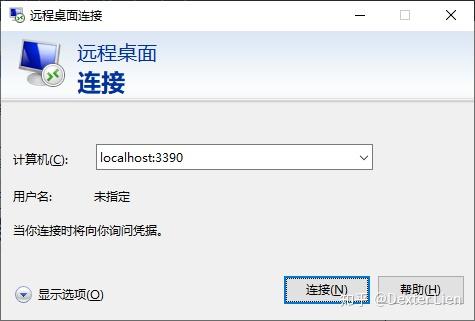 远程桌面连接
远程桌面
连接
计算机(C):
localhost:3390
用户名:
未指定
当你连接时将向你询问凭据。
显示选项(O)
连接(N)
帮助(H)
知乎 @DexterLien